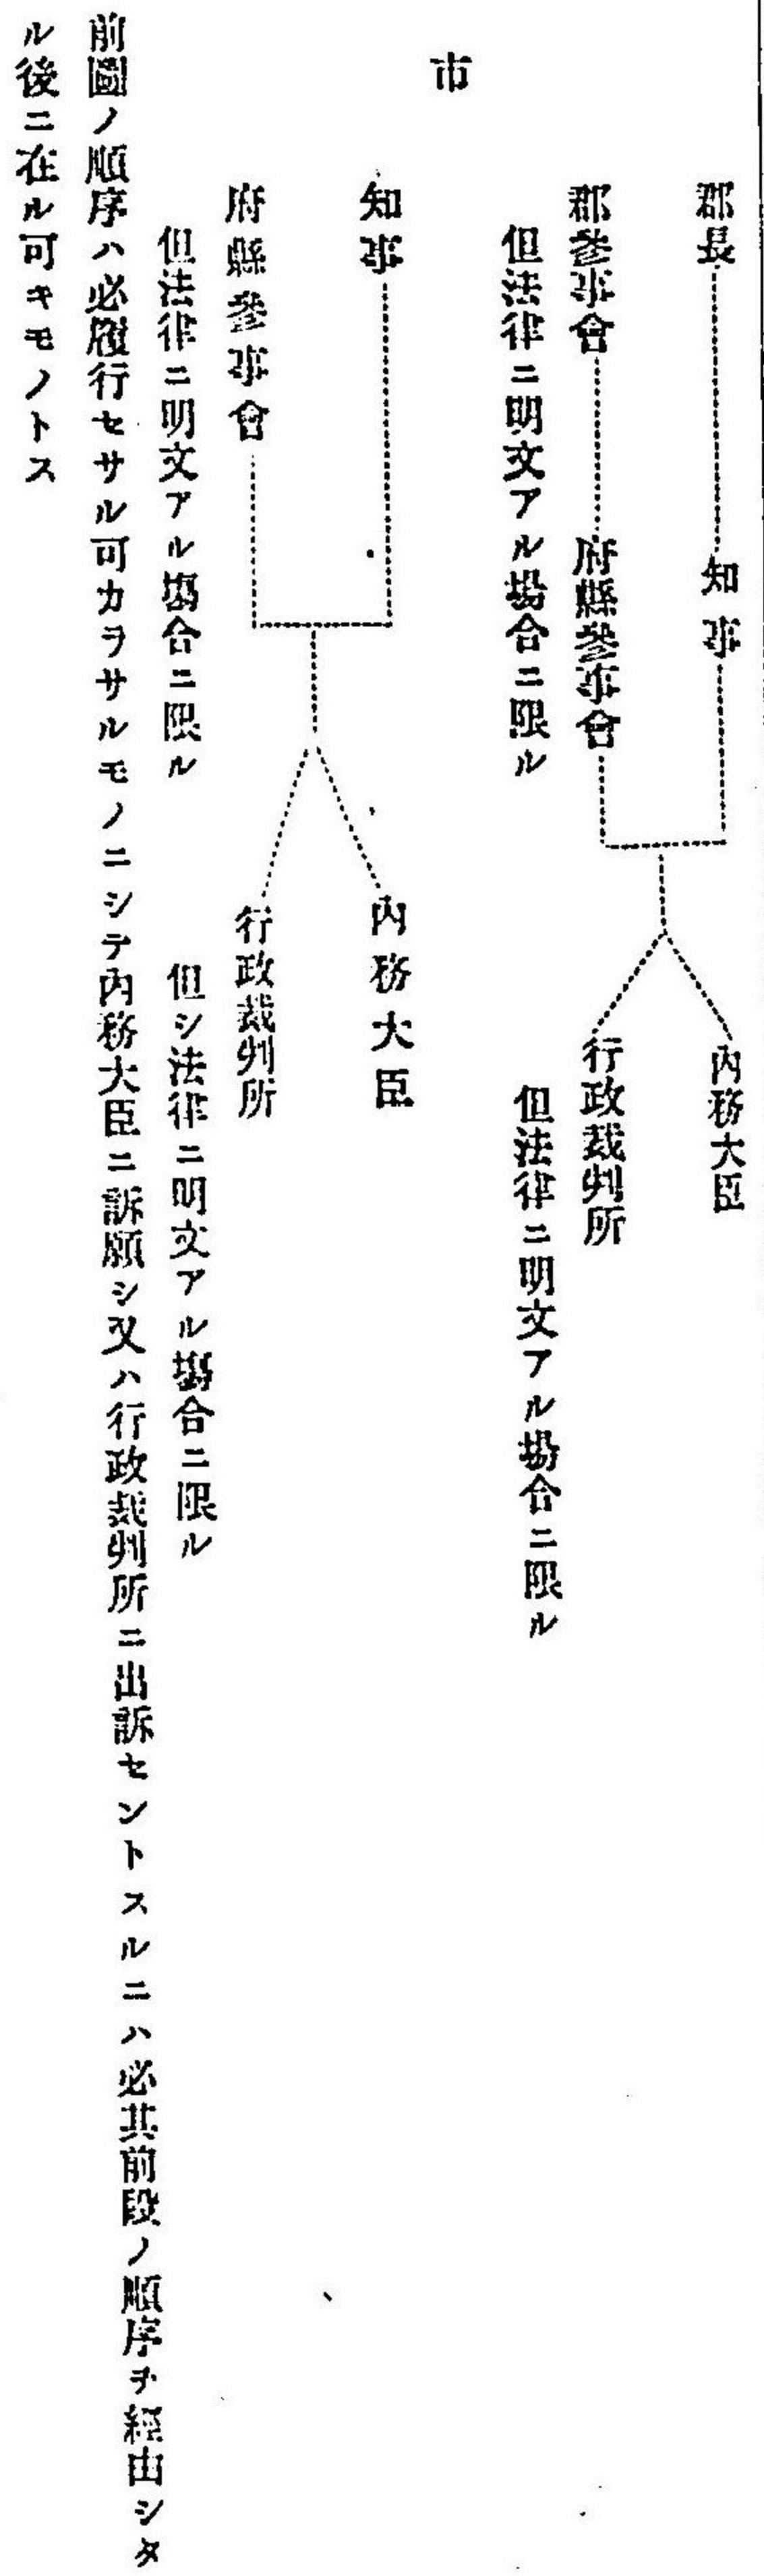 郡長 知事 內務大臣
郡參事會 府縣參事會 行政裁判所
但法律ニ明文アル場合ニ限ル 但法律ニ明文アル場合ニ限ル
市
知事 內務大臣
府縣參事會 行政裁判所
但法律ニ明文アル塲合ニ限ル 但シ法律ニ明文アル塲合ニ限ル
前圖ノ順序ハ必履行セサル可カラサルモノニシテ內務大臣ニ訴願シ又ハ行政裁判所ニ出訴セントスルニハ必其前段ノ順序ヲ經由シタ
ル後ニ在ル可キモノトス